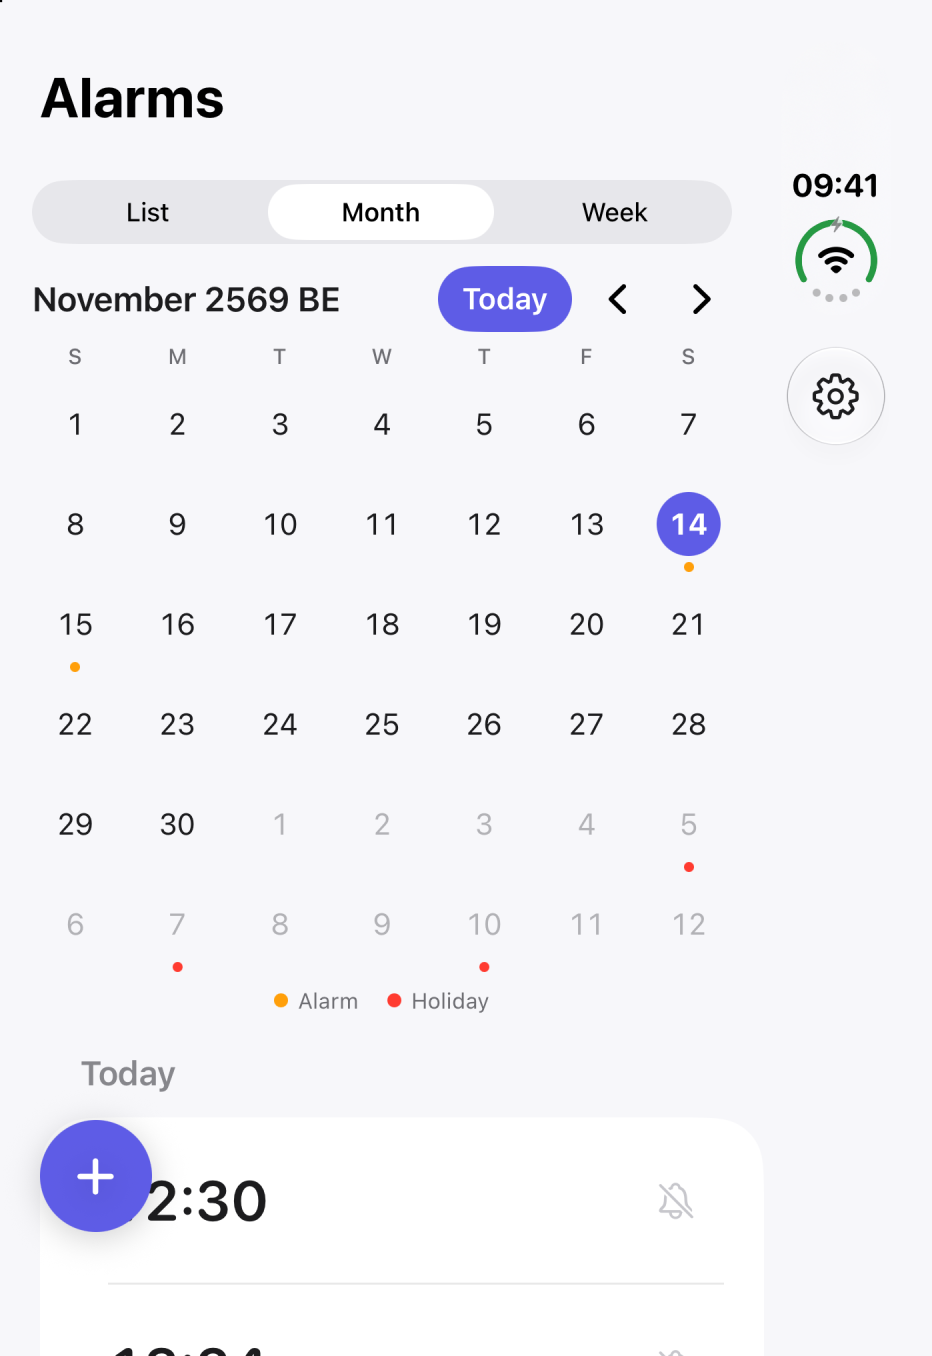 Alarms
09:41
List Month Week
November 2569 BE Today
S M T W T F S
1 2 3 4 5 6 7
8 9 10 11 12 13 14
15 16 17 18 19 20 21
22 23 24 25 26 27 28
29 30 1 2 3 4 5
6 7 8 9 10 11 12
Alarm Holiday
Today
2:30